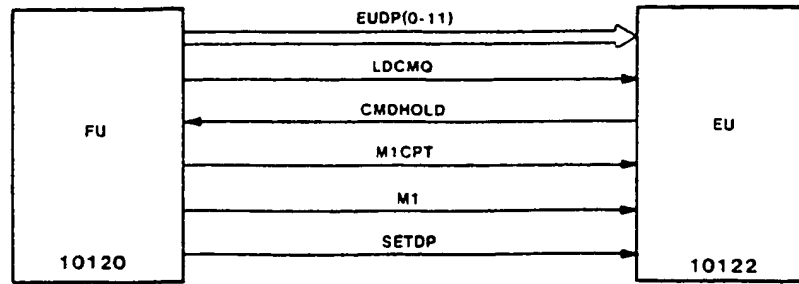 EUDP(0-11)
LDCMQ
CMDHOLD
FU
EU
M1CPT
M1
SETDP
10120
10122